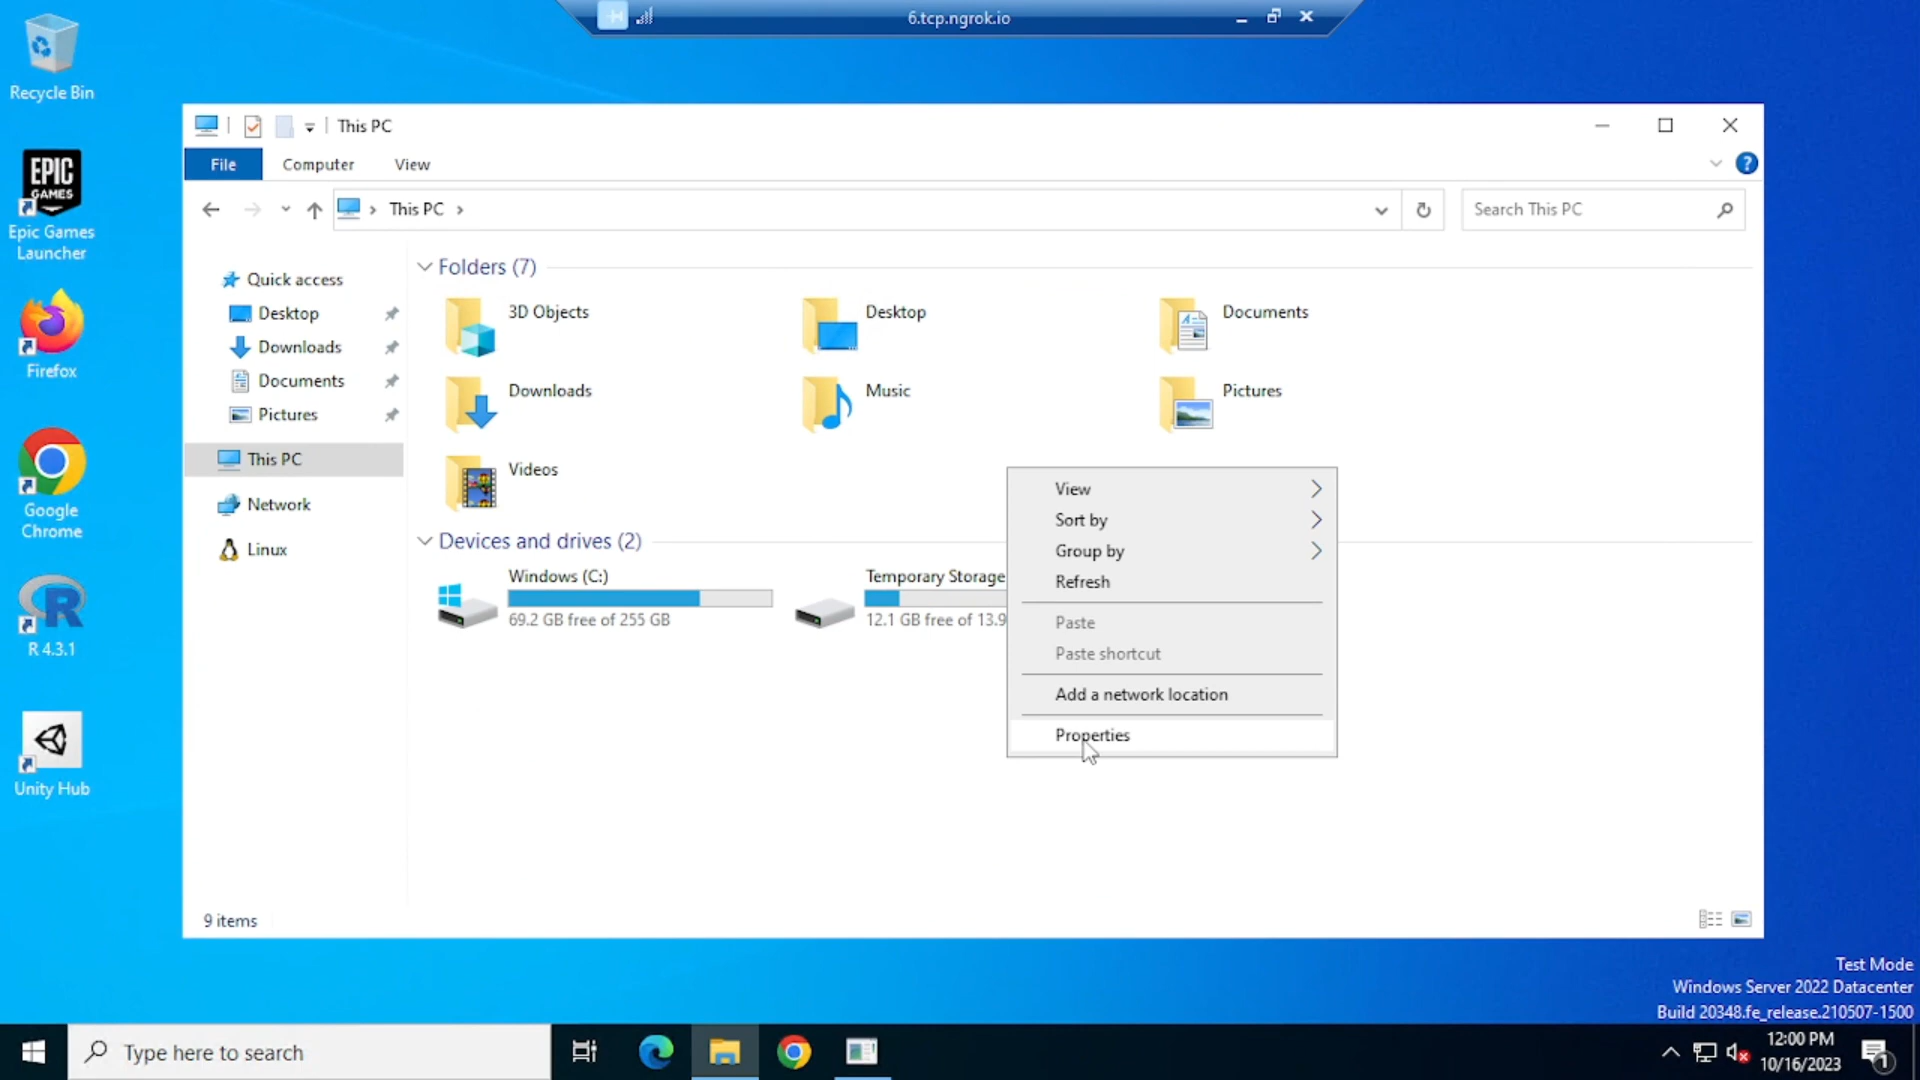 6.tcp.ngrok.io
Recycle Bin
EPIC
GAMES
Epic Games
Launcher
Firefox
Google
Chrome
R
R 4.3.1
Unity Hub
This PC
File
Computer
View
?
This PC
Search This PC
Quick access
Desktop
Downloads
Documents
Pictures
This PC
Network
Linux
Folders (7)
3D Objects
Desktop
Documents
Downloads
Music
Pictures
Videos
Devices and drives (2)
Windows (C:)
69.2 GB free of 255 GB
Temporary Storage
12.1 GB free of 13.9
View
Sort by
Group by
Refresh
Paste
Paste shortcut
Add a network location
Properties
9 items
Test Mode
Windows Server 2022 Datacenter
Build 20348.fe_release.210507-1500
Type here to search
12:00 PM
10/16/2023
1